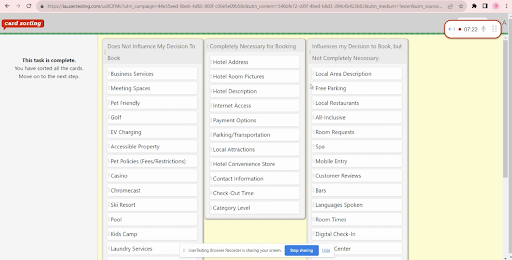 card sorting
07:22
This task is complete.
You have sorted all the cards.
Move on to the next step.
Does Not Influence My Decision To
Book
Business Services
Meeting Spaces
Pet Friendly
Golf
EV Charging
Accessible Property
Pet Policies (Fees/Restrictions)
Casino
Chromecast
Ski Resort
Pool
Kids Camp
Laundry Services
Completely Necessary for Booking
Hotel Address
Hotel Room Pictures
Hotel Description
Internet Access
Payment Options
Parking/Transportation
Local Attractions
Hotel Convenience Store
Contact Information
Check-Out Time
Category Level
Influences my Decision to Book, but
Not Completely Necessary.
Local Area Description
Free Parking
Local Restaurants
All-Inclusive
Room Requests
Spa
Mobile Entry
Customer Reviews
Bars
Languages Spoken
Room Times
Digital Check-In
Center
UserTesting Browser Recorder is sharing your screen.
Stop sharing
Hide